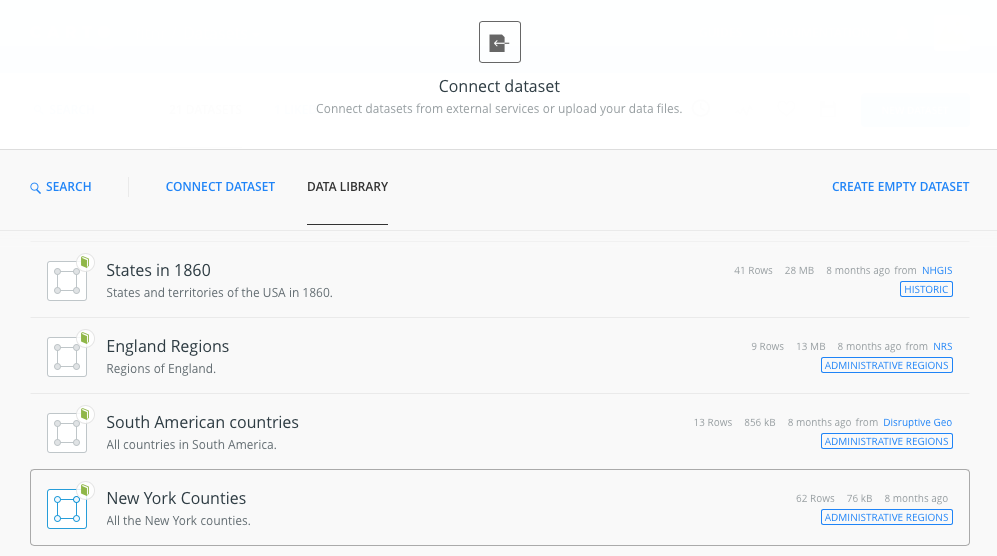 Connect dataset
Connect datasets from external services or upload your data files.
SEARCH CONNECT DATASET DATA LIBRARY CREATE EMPTY DATASET
States in 1860 41 Rows 28 MB 8 months ago from NHGIS
States and territories of the USA in 1860. HISTORIC
England Regions 9 Rows 13 MB 8 months ago from NRS
Regions of England. ADMINISTRATIVE REGIONS
South American countries 13 Rows 856 kB 8 months ago from Disruptive Geo
All countries in South America. ADMINISTRATIVE REGIONS
New York Counties 62 Rows 76 kB 8 months ago
All the New York counties. ADMINISTRATIVE REGIONS